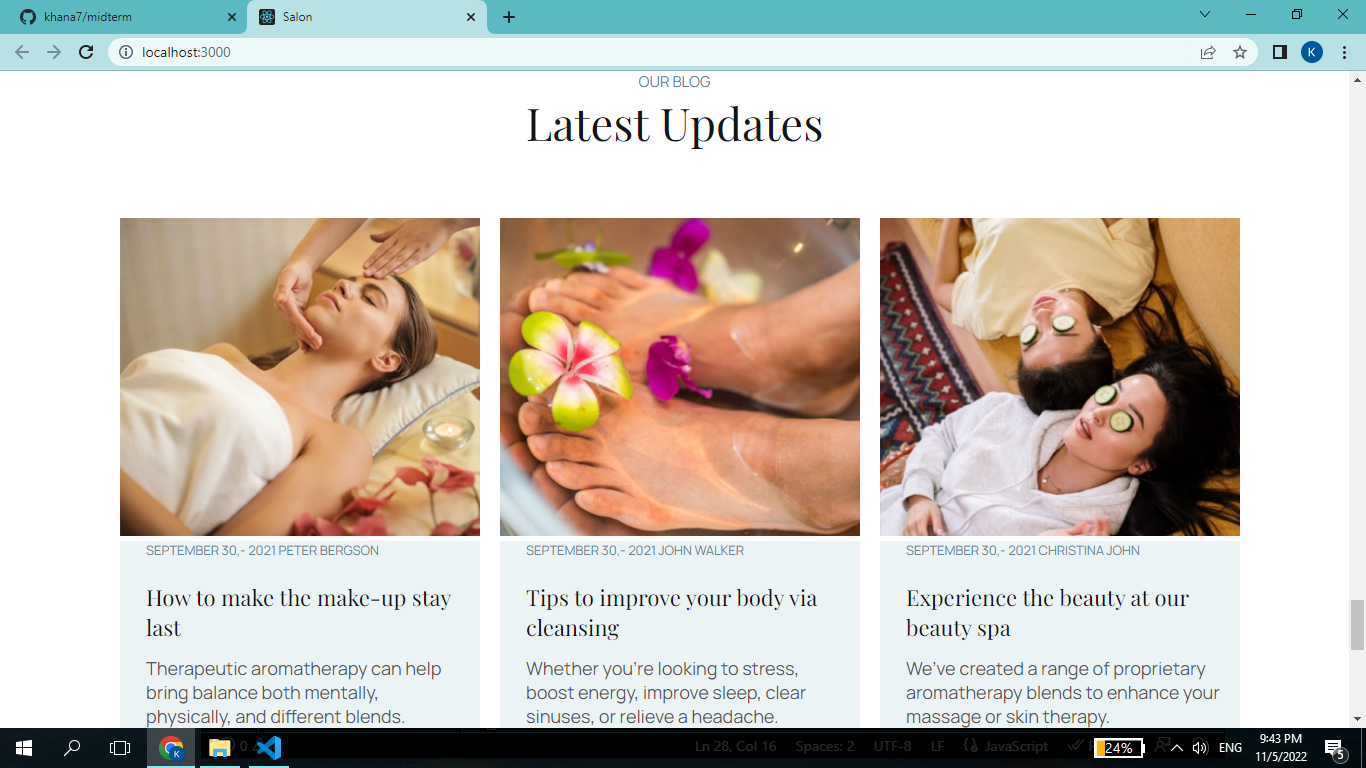 khana7/midterm
Salon
localhost:3000
K
OUR BLOG
Latest Updates
SEPTEMBER 30,- 2021 PETER BERGSON
How to make the make-up stay
last
Therapeutic aromatherapy can help
bring balance both mentally,
physically, and different blends.
SEPTEMBER 30,- 2021 JOHN WALKER
Tips to improve your body via
cleansing
Whether you're looking to stress,
boost energy, improve sleep, clear
sinuses, or relieve a headache.
SEPTEMBER 30,- 2021 CHRISTINA JOHN
Experience the beauty at our
beauty spa
We've created a range of proprietary
aromatherapy blends to enhance your
massage or skin therapy.
K
0
Ln 28, Col 16
Spaces: 2
UTF-8
LF
JavaScript
24%
ENG
9:43 PM
11/5/2022
5